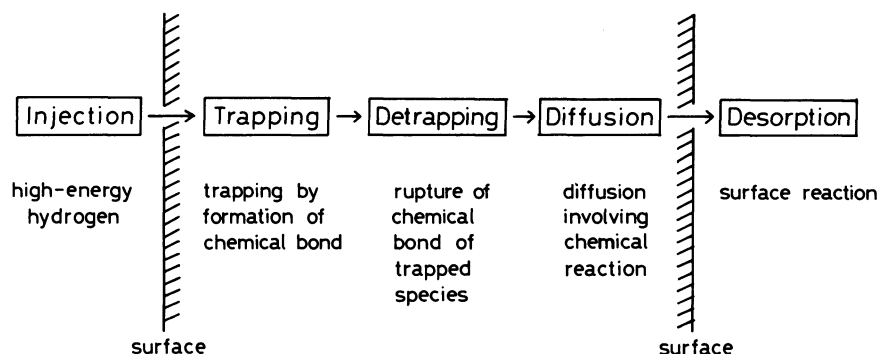 Injection
Trapping
Detrapping
Diffusion
Desorption
high-energy
hydrogen
trapping by
formation of
chemical bond
rupture of
chemical
bond of
trapped
species
diffusion
involving
chemical
reaction
surface reaction
surface
surface